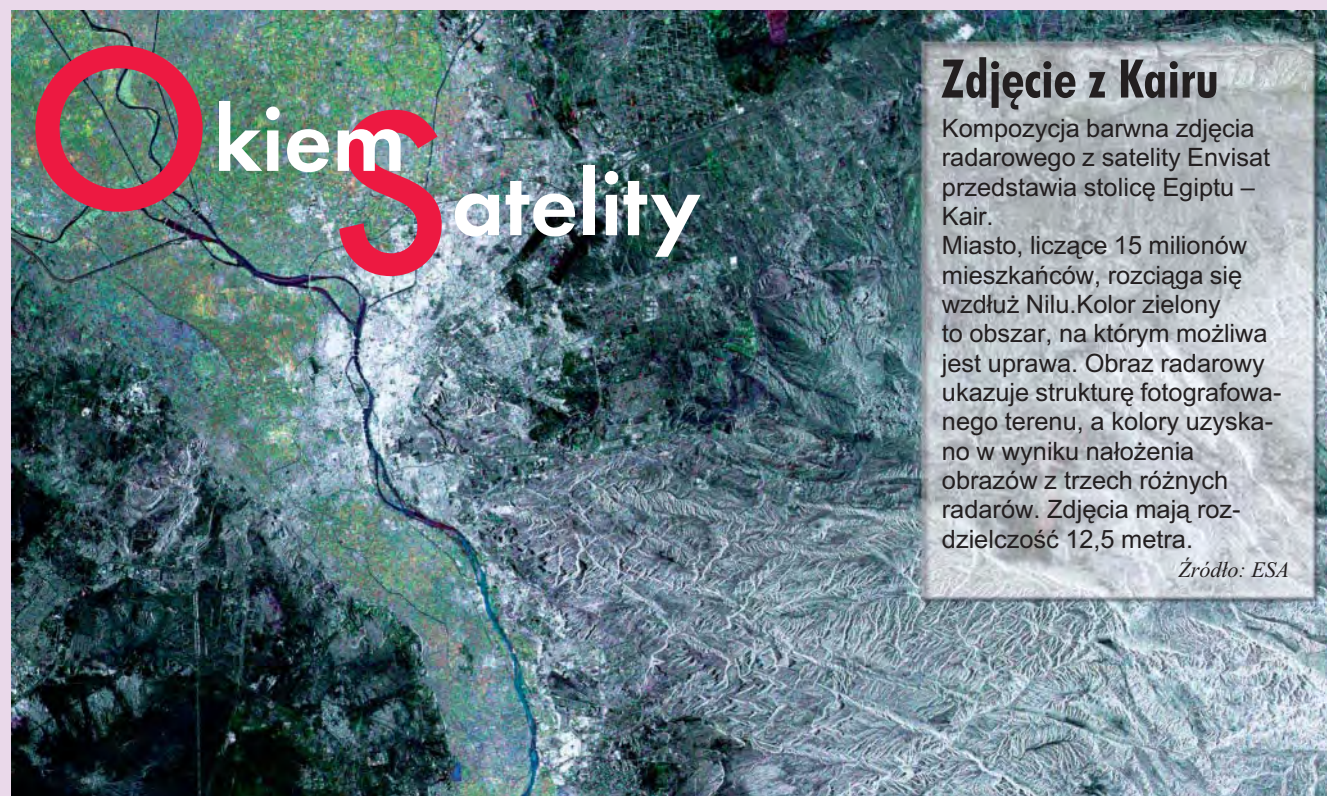 Okiem
Satelity
Zdjęcie z Kairu
Kompozycja barwna zdjęcia
radarowego z satelity Envisat
przedstawia stolicę Egiptu –
Kair.
Miasto, liczące 15 milionów
mieszkańców, rozciąga się
wzdłuż Nilu.Kolor zielony
to obszar, na którym możliwa
jest uprawa. Obraz radarowy
ukazuje strukturę fotografowa-
nego terenu, a kolory uzyska-
no w wyniku nałożenia
obrazów z trzech różnych
radarów. Zdjęcia mają roz-
dzielczość 12,5 metra.
Źródło: ESA